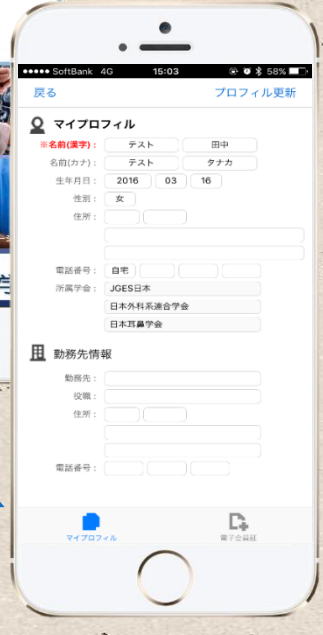 ●●●●● SoftBank 4G 15:03 58%
戻る プロフィル更新
マイプロフィル
※名前(漢字)： テスト 田中
名前(カナ)： テスト タナカ
生年月日： 2016 03 16
性別： 女
住所：
電話番号： 自宅
所属学会： JGES日本
日本外科系連合学会
日本耳鼻学会
勤務先情報
勤務先：
役職：
住所：
電話番号：
マイプロフィル 電子会員証